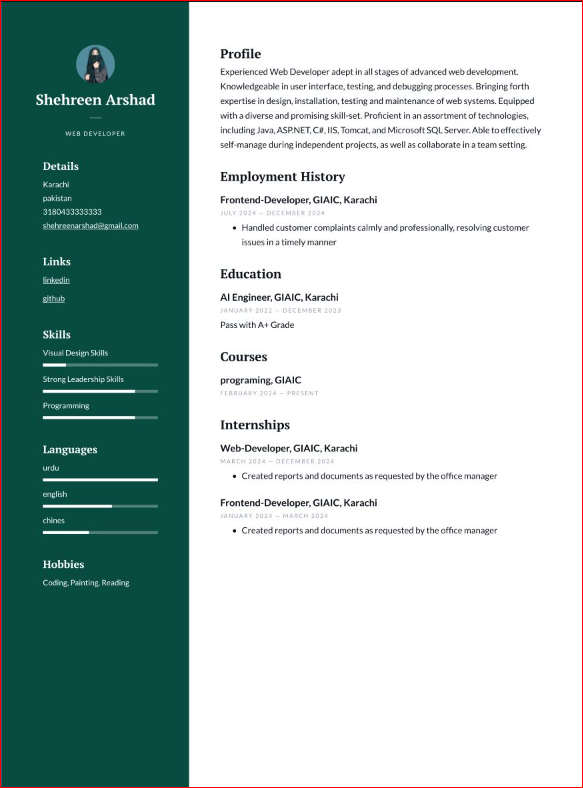 Shehreen Arshad
WEB DEVELOPER
Details
Karachi
pakistan
3180433333333
shehreenarshad@gmail.com
Links
linkedin
github
Skills
Visual Design Skills
Strong Leadership Skills
Programming
Languages
urdu
english
chines
Hobbies
Coding, Painting, Reading
Profile
Experienced Web Developer adept in all stages of advanced web development.
Knowledgeable in user interface, testing, and debugging processes. Bringing forth
expertise in design, installation, testing and maintenance of web systems. Equipped
with a diverse and promising skill-set. Proficient in an assortment of technologies,
including Java, ASP.NET, C#, IIS, Tomcat, and Microsoft SQL Server. Able to effectively
self-manage during independent projects, as well as collaborate in a team setting.
Employment History
Frontend-Developer, GIAIC, Karachi
JULY 2024 — DECEMBER 2024
• Handled customer complaints calmly and professionally, resolving customer
issues in a timely manner
Education
AI Engineer, GIAIC, Karachi
JANUARY 2022 — DECEMBER 2023
Pass with A+ Grade
Courses
programing, GIAIC
FEBRUARY 2024 — PRESENT
Internships
Web-Developer, GIAIC, Karachi
MARCH 2024 — DECEMBER 2024
• Created reports and documents as requested by the office manager
Frontend-Developer, GIAIC, Karachi
JANUARY 2024 — MARCH 2024
• Created reports and documents as requested by the office manager